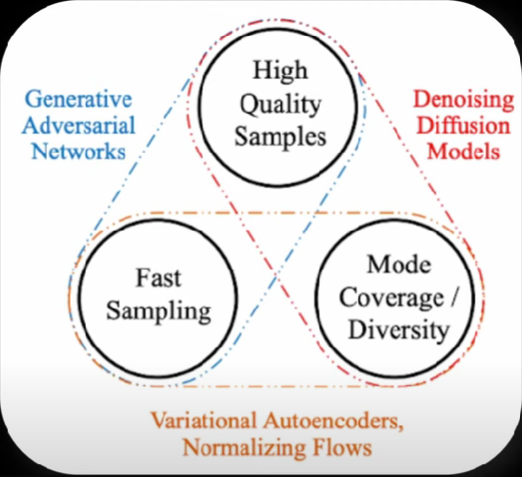 High
Quality
Samples
Generative
Adversarial
Networks
Denoising
Diffusion
Models
Fast
Sampling
Mode
Coverage /
Diversity
Variational Autoencoders,
Normalizing Flows